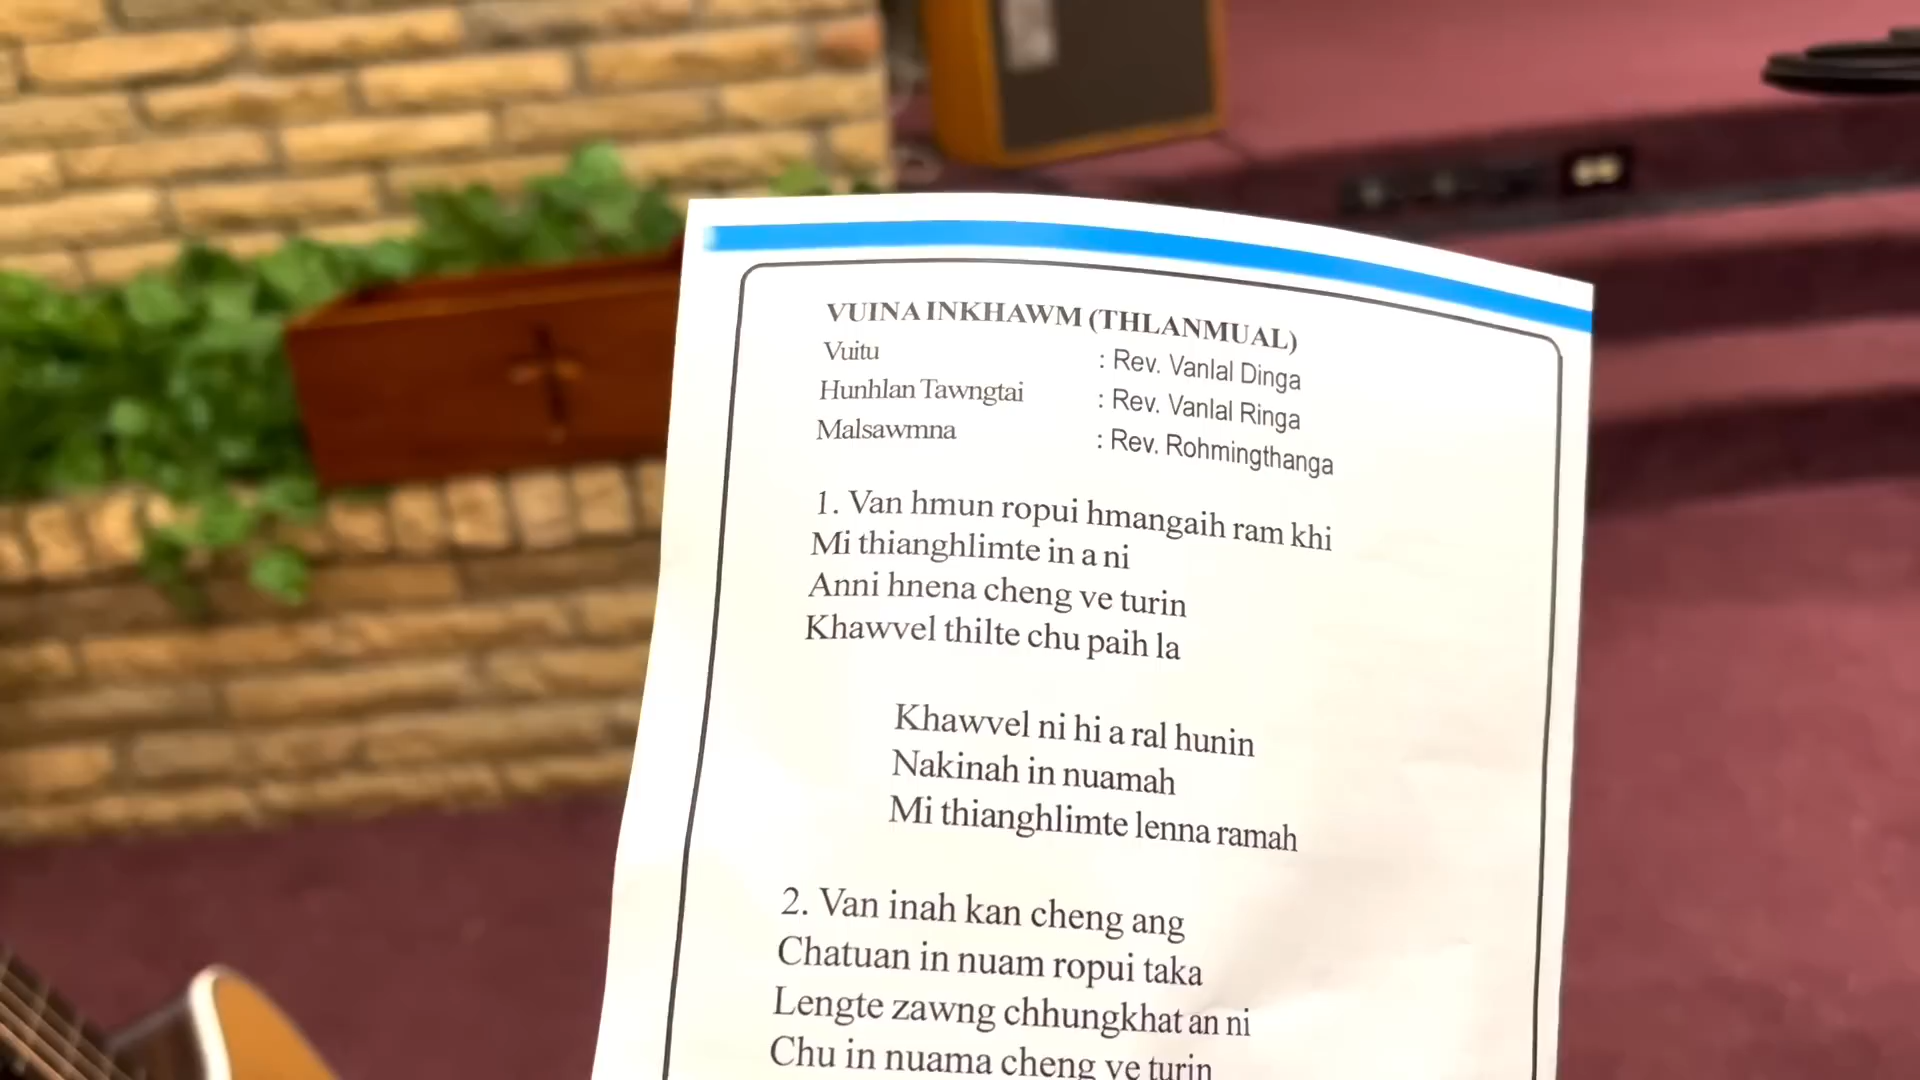 VUINA INKHAWM (THLANMUAL)
Vuitu : Rev. Vanlal Dinga
Hunhlan Tawngtai : Rev. Vanlal Ringa
Malsawmna : Rev. Rohmingthanga
1. Van hmun ropui hmangaih ram khi
Mi thianghlimte in a ni
Anni hnena cheng ve turin
Khawvel thilte chu paih la
Khawvel ni hi a ral hunin
Nakinah in nuamah
Mi thianghlimte lenna ramah
2. Van inah kan cheng ang
Chatuan in nuam ropui taka
Lengte zawng chhungkhat an ni
Chu in nuama cheng ve turin